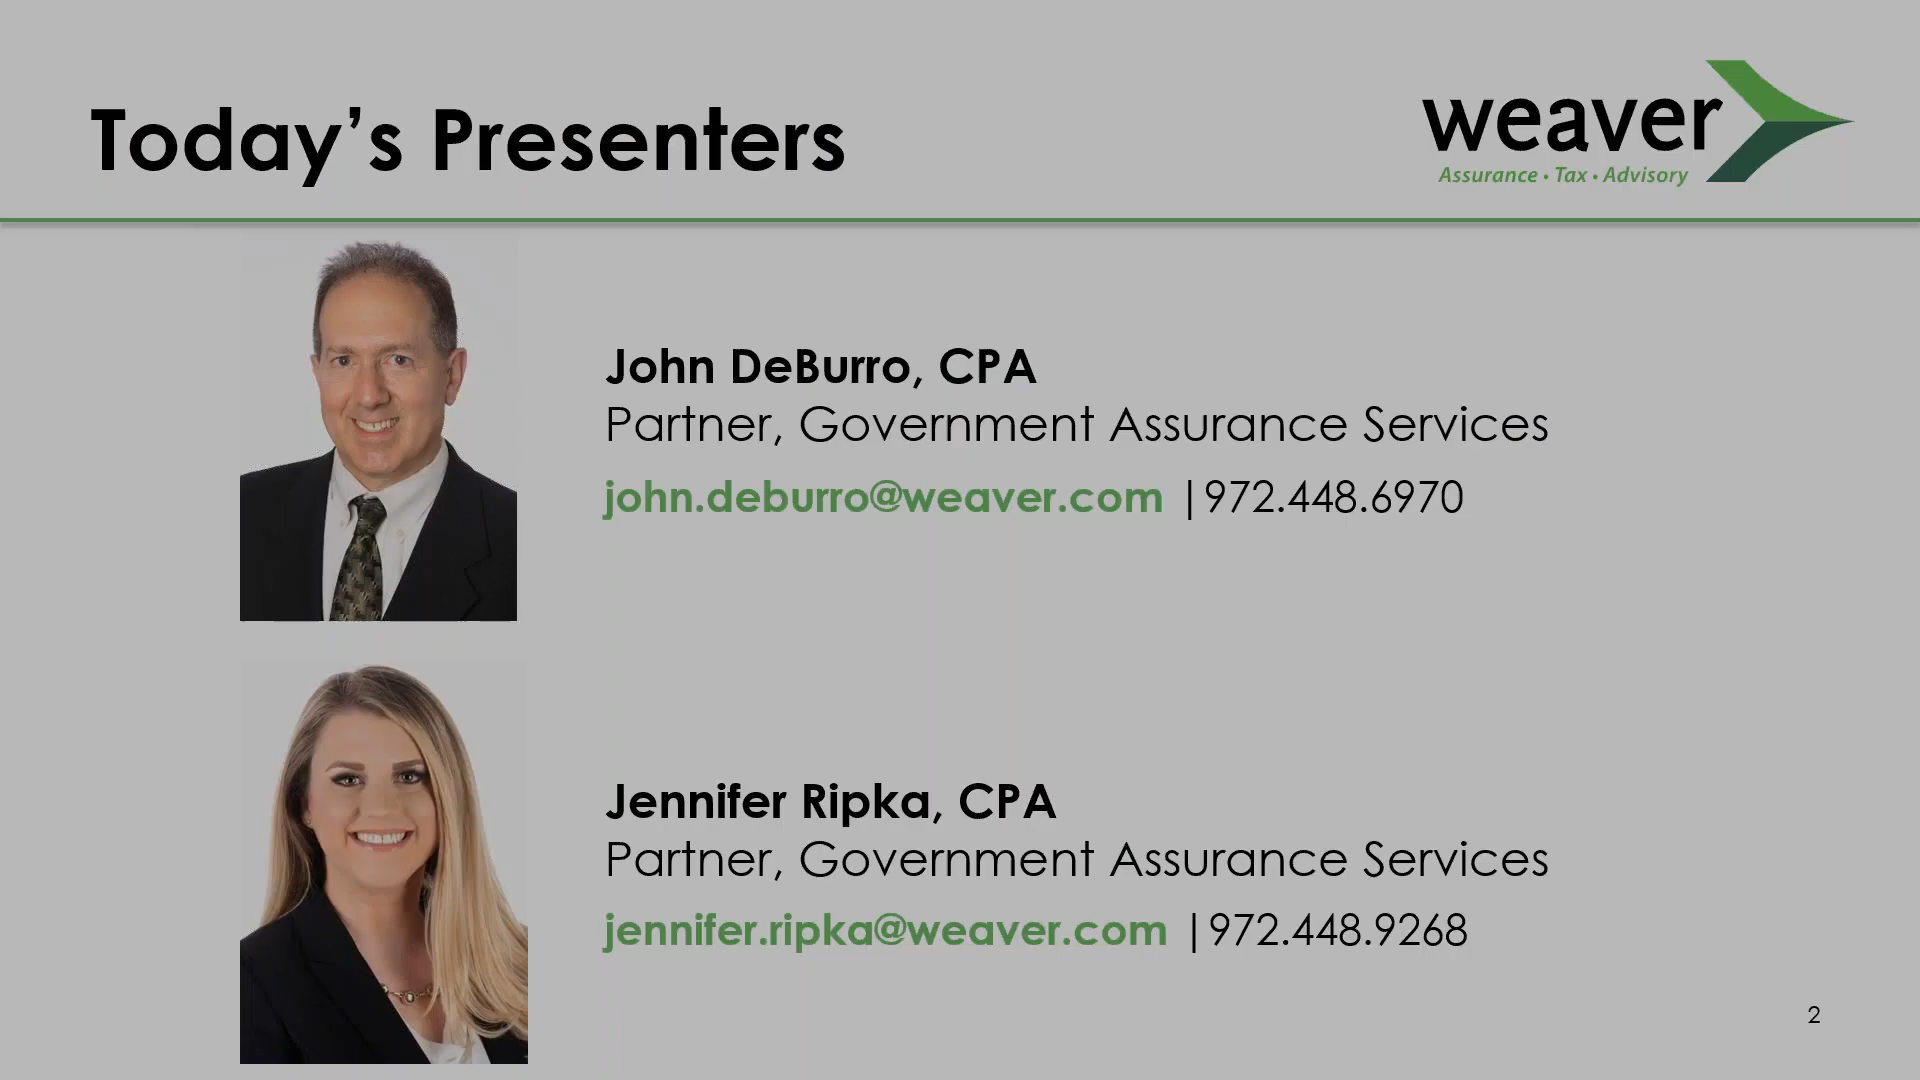 Today’s Presenters
weaver
Assurance • Tax • Advisory
John DeBurro, CPA
Partner, Government Assurance Services
john.deburro@weaver.com |972.448.6970
Jennifer Ripka, CPA
Partner, Government Assurance Services
jennifer.ripka@weaver.com |972.448.9268
2